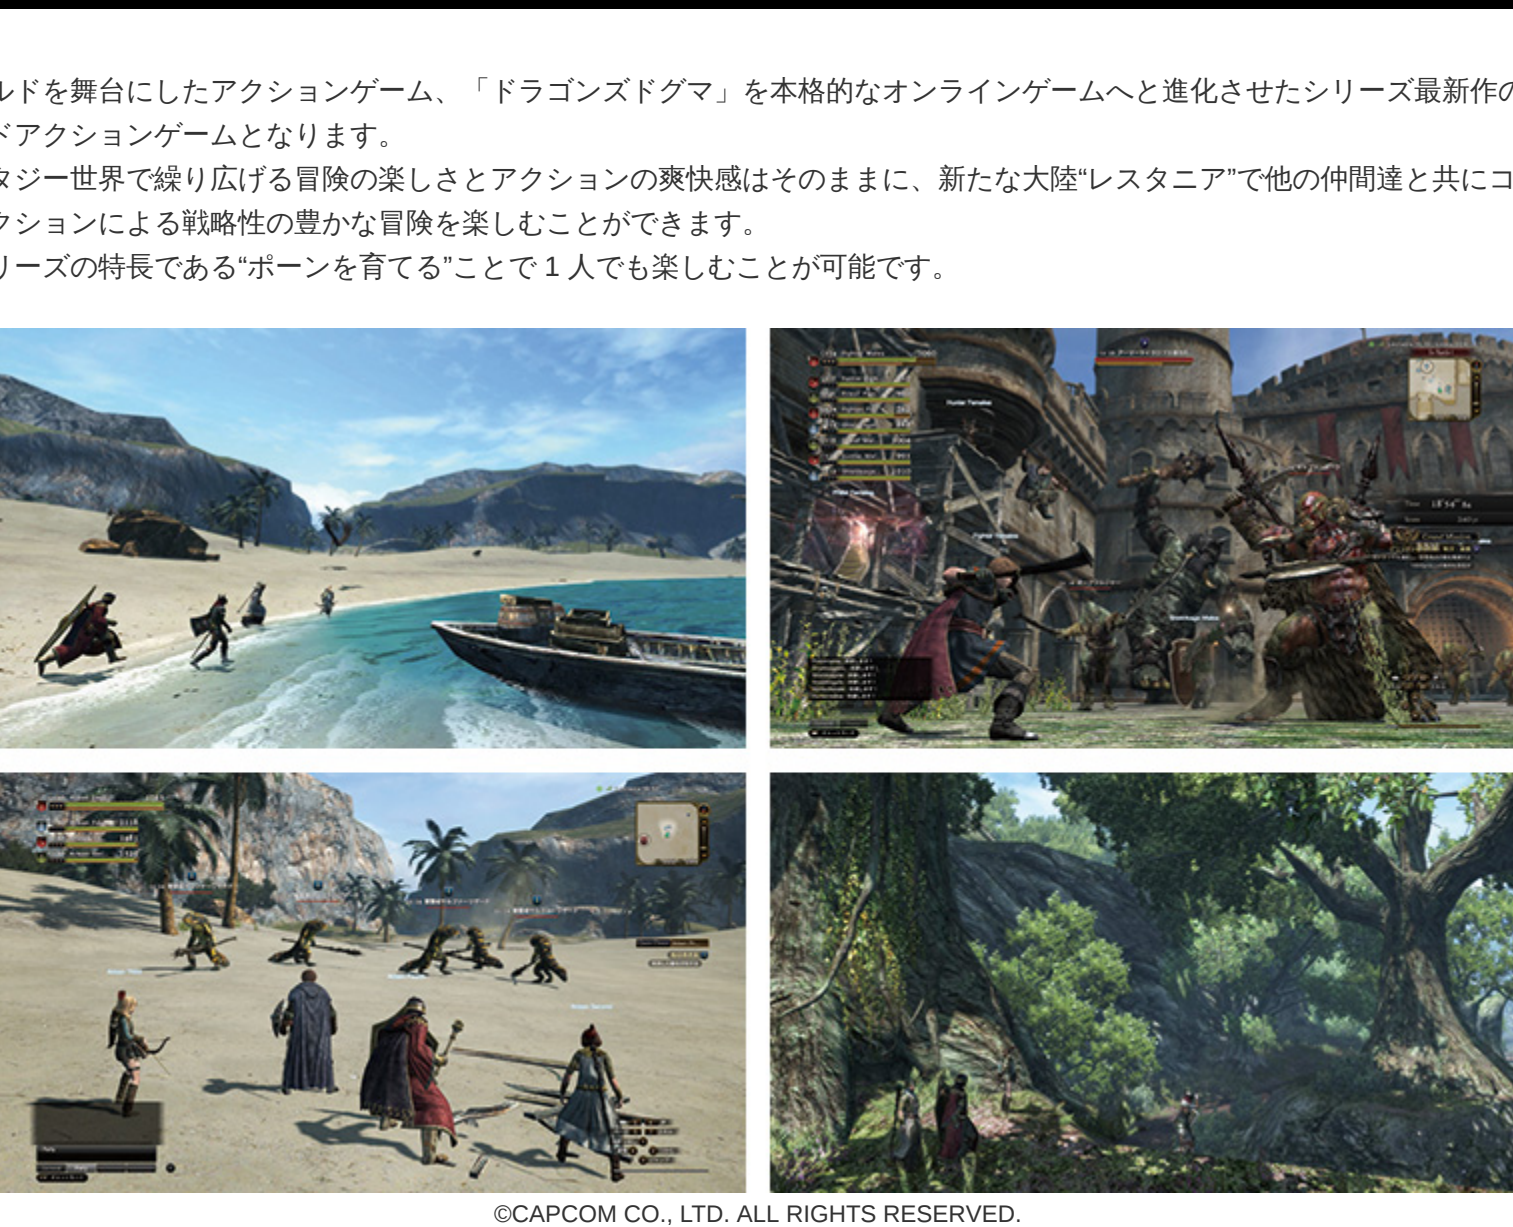 ルドを舞台にしたアクションゲーム、「ドラゴンズドグマ」を本格的なオンラインゲームへと進化させたシリーズ最新作の
ドアクションゲームとなります。
タジー世界で繰り広げる冒険の楽しさとアクションの爽快感はそのままに、新たな大陸“レスタニア”で他の仲間達と共にコ
クションによる戦略性の豊かな冒険を楽しむことができます。
リーズの特長である“ポーンを育てる”ことで 1 人でも楽しむことが可能です。
©CAPCOM CO., LTD. ALL RIGHTS RESERVED.